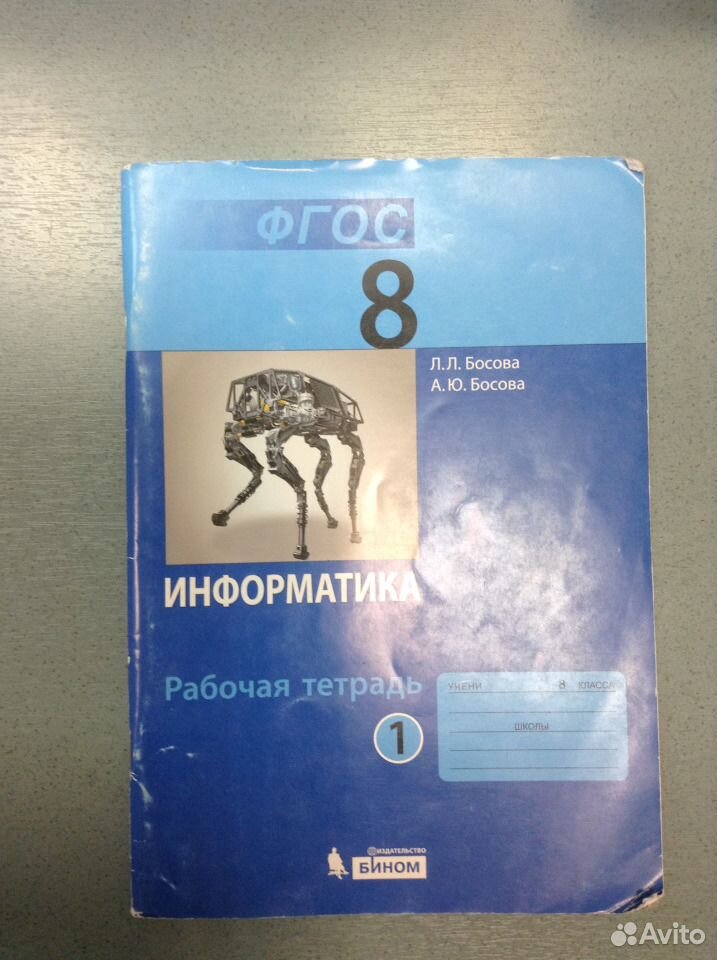 ФГОС
8
Л.Л. Босова
А.Ю. Босова
ИНФОРМАТИКА
Рабочая тетрадь
1
УЧЕНИ 8 КЛАССА
ШКОЛЫ
ИЗДАТЕЛЬСТВО
БИНОМ
Avito